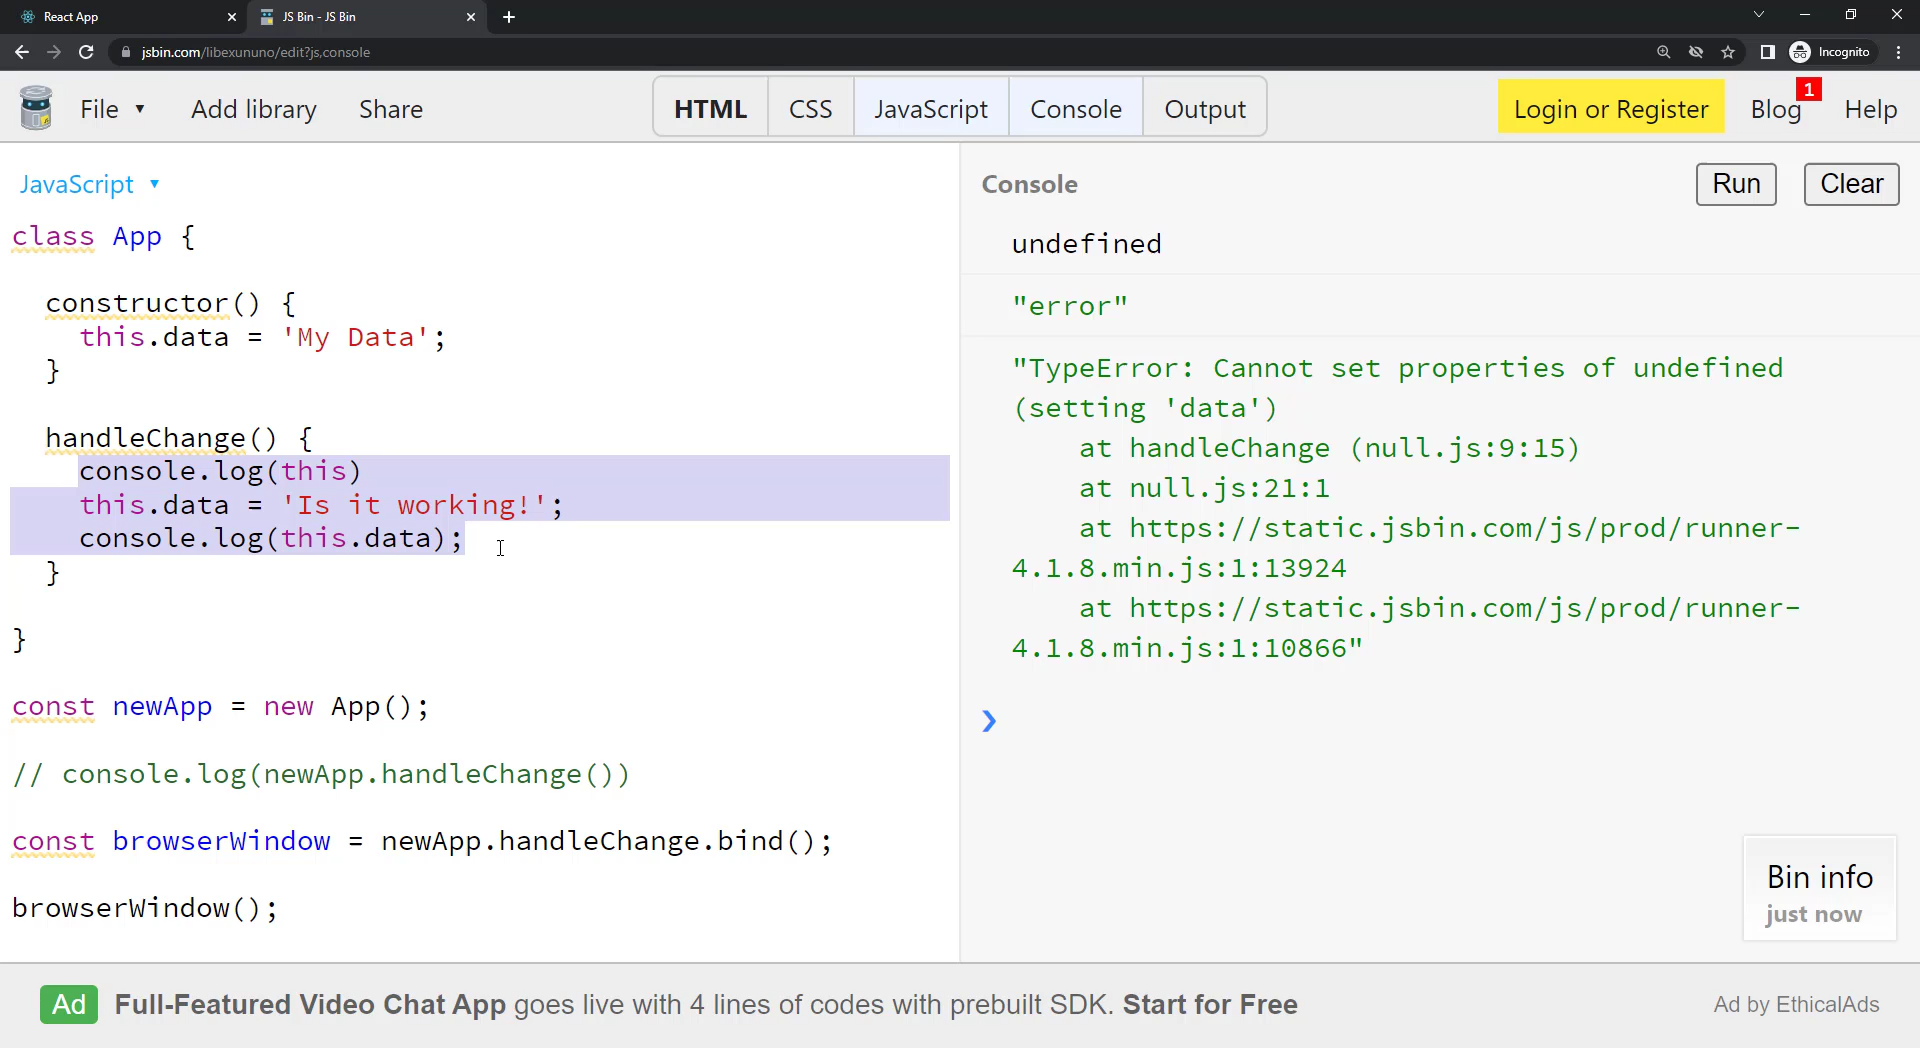 React App
JS Bin - JS Bin
jsbin.com/libexununo/edit?js,console
Incognito
File
Add library
Share
HTML
CSS
JavaScript
Console
Output
Login or Register
Blog
1
Help
JavaScript
class App {
constructor() {
this.data = 'My Data';
}
handleChange() {
console.log(this)
this.data = 'Is it working!';
console.log(this.data);
}
}
const newApp = new App();
// console.log(newApp.handleChange())
const browserWindow = newApp.handleChange.bind();
browserWindow();
Console
Run
Clear
undefined
"error"
"TypeError: Cannot set properties of undefined
(setting 'data')
at handleChange (null.js:9:15)
at null.js:21:1
at https://static.jsbin.com/js/prod/runner-
4.1.8.min.js:1:13924
at https://static.jsbin.com/js/prod/runner-
4.1.8.min.js:1:10866"
Bin info
just now
Ad
Full-Featured Video Chat App goes live with 4 lines of codes with prebuilt SDK. Start for Free
Ad by EthicalAds